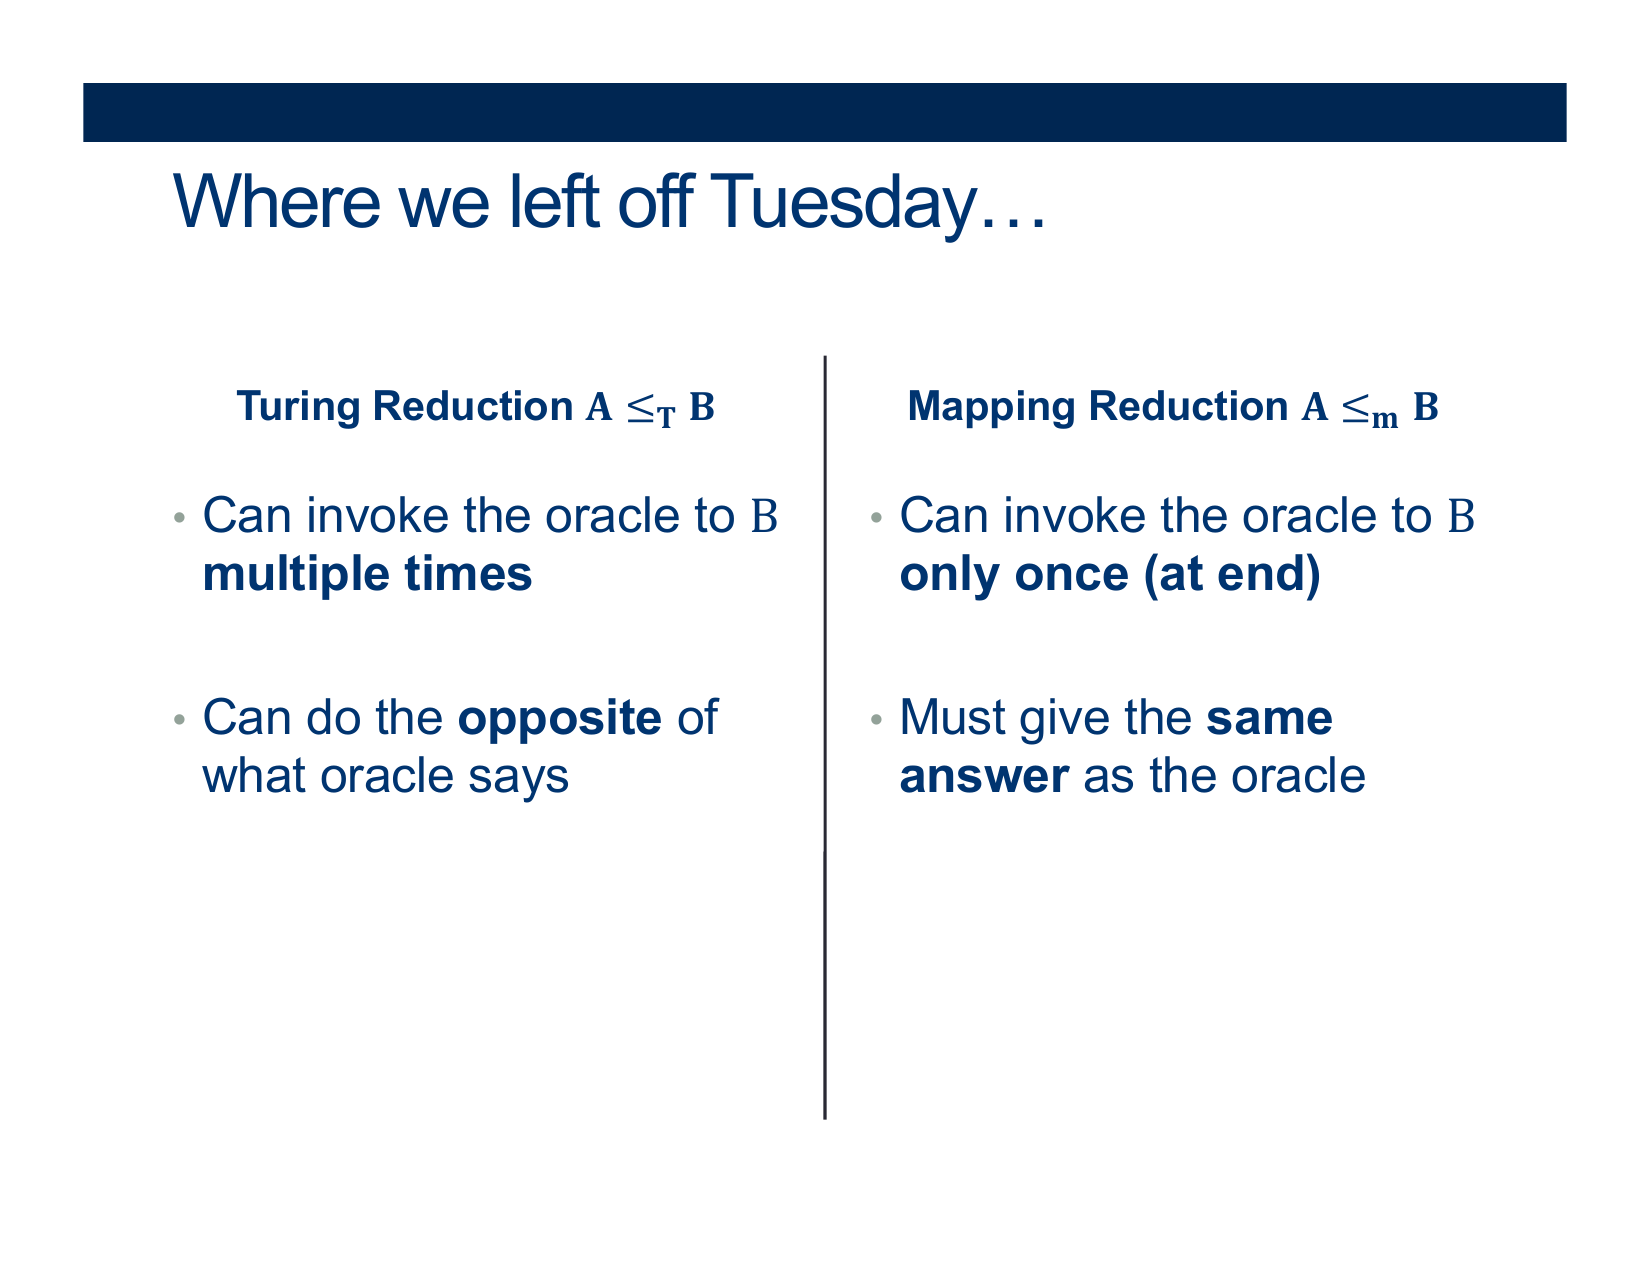 Where we left off Tuesday…
Turing Reduction A ≤T B
• Can invoke the oracle to B
multiple times
• Can do the opposite of
what oracle says
Mapping Reduction A ≤m B
• Can invoke the oracle to B
only once (at end)
• Must give the same
answer as the oracle